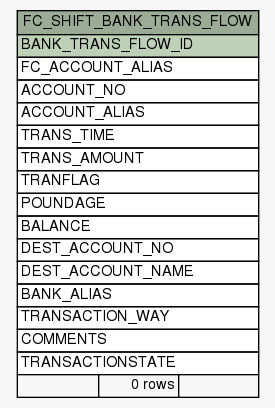 FC_SHIFT_BANK_TRANS_FLOW
BANK_TRANS_FLOW_ID
FC_ACCOUNT_ALIAS
ACCOUNT_NO
ACCOUNT_ALIAS
TRANS_TIME
TRANS_AMOUNT
TRANFLAG
POUNDAGE
BALANCE
DEST_ACCOUNT_NO
DEST_ACCOUNT_NAME
BANK_ALIAS
TRANSACTION_WAY
COMMENTS
TRANSACTIONSTATE
0 rows